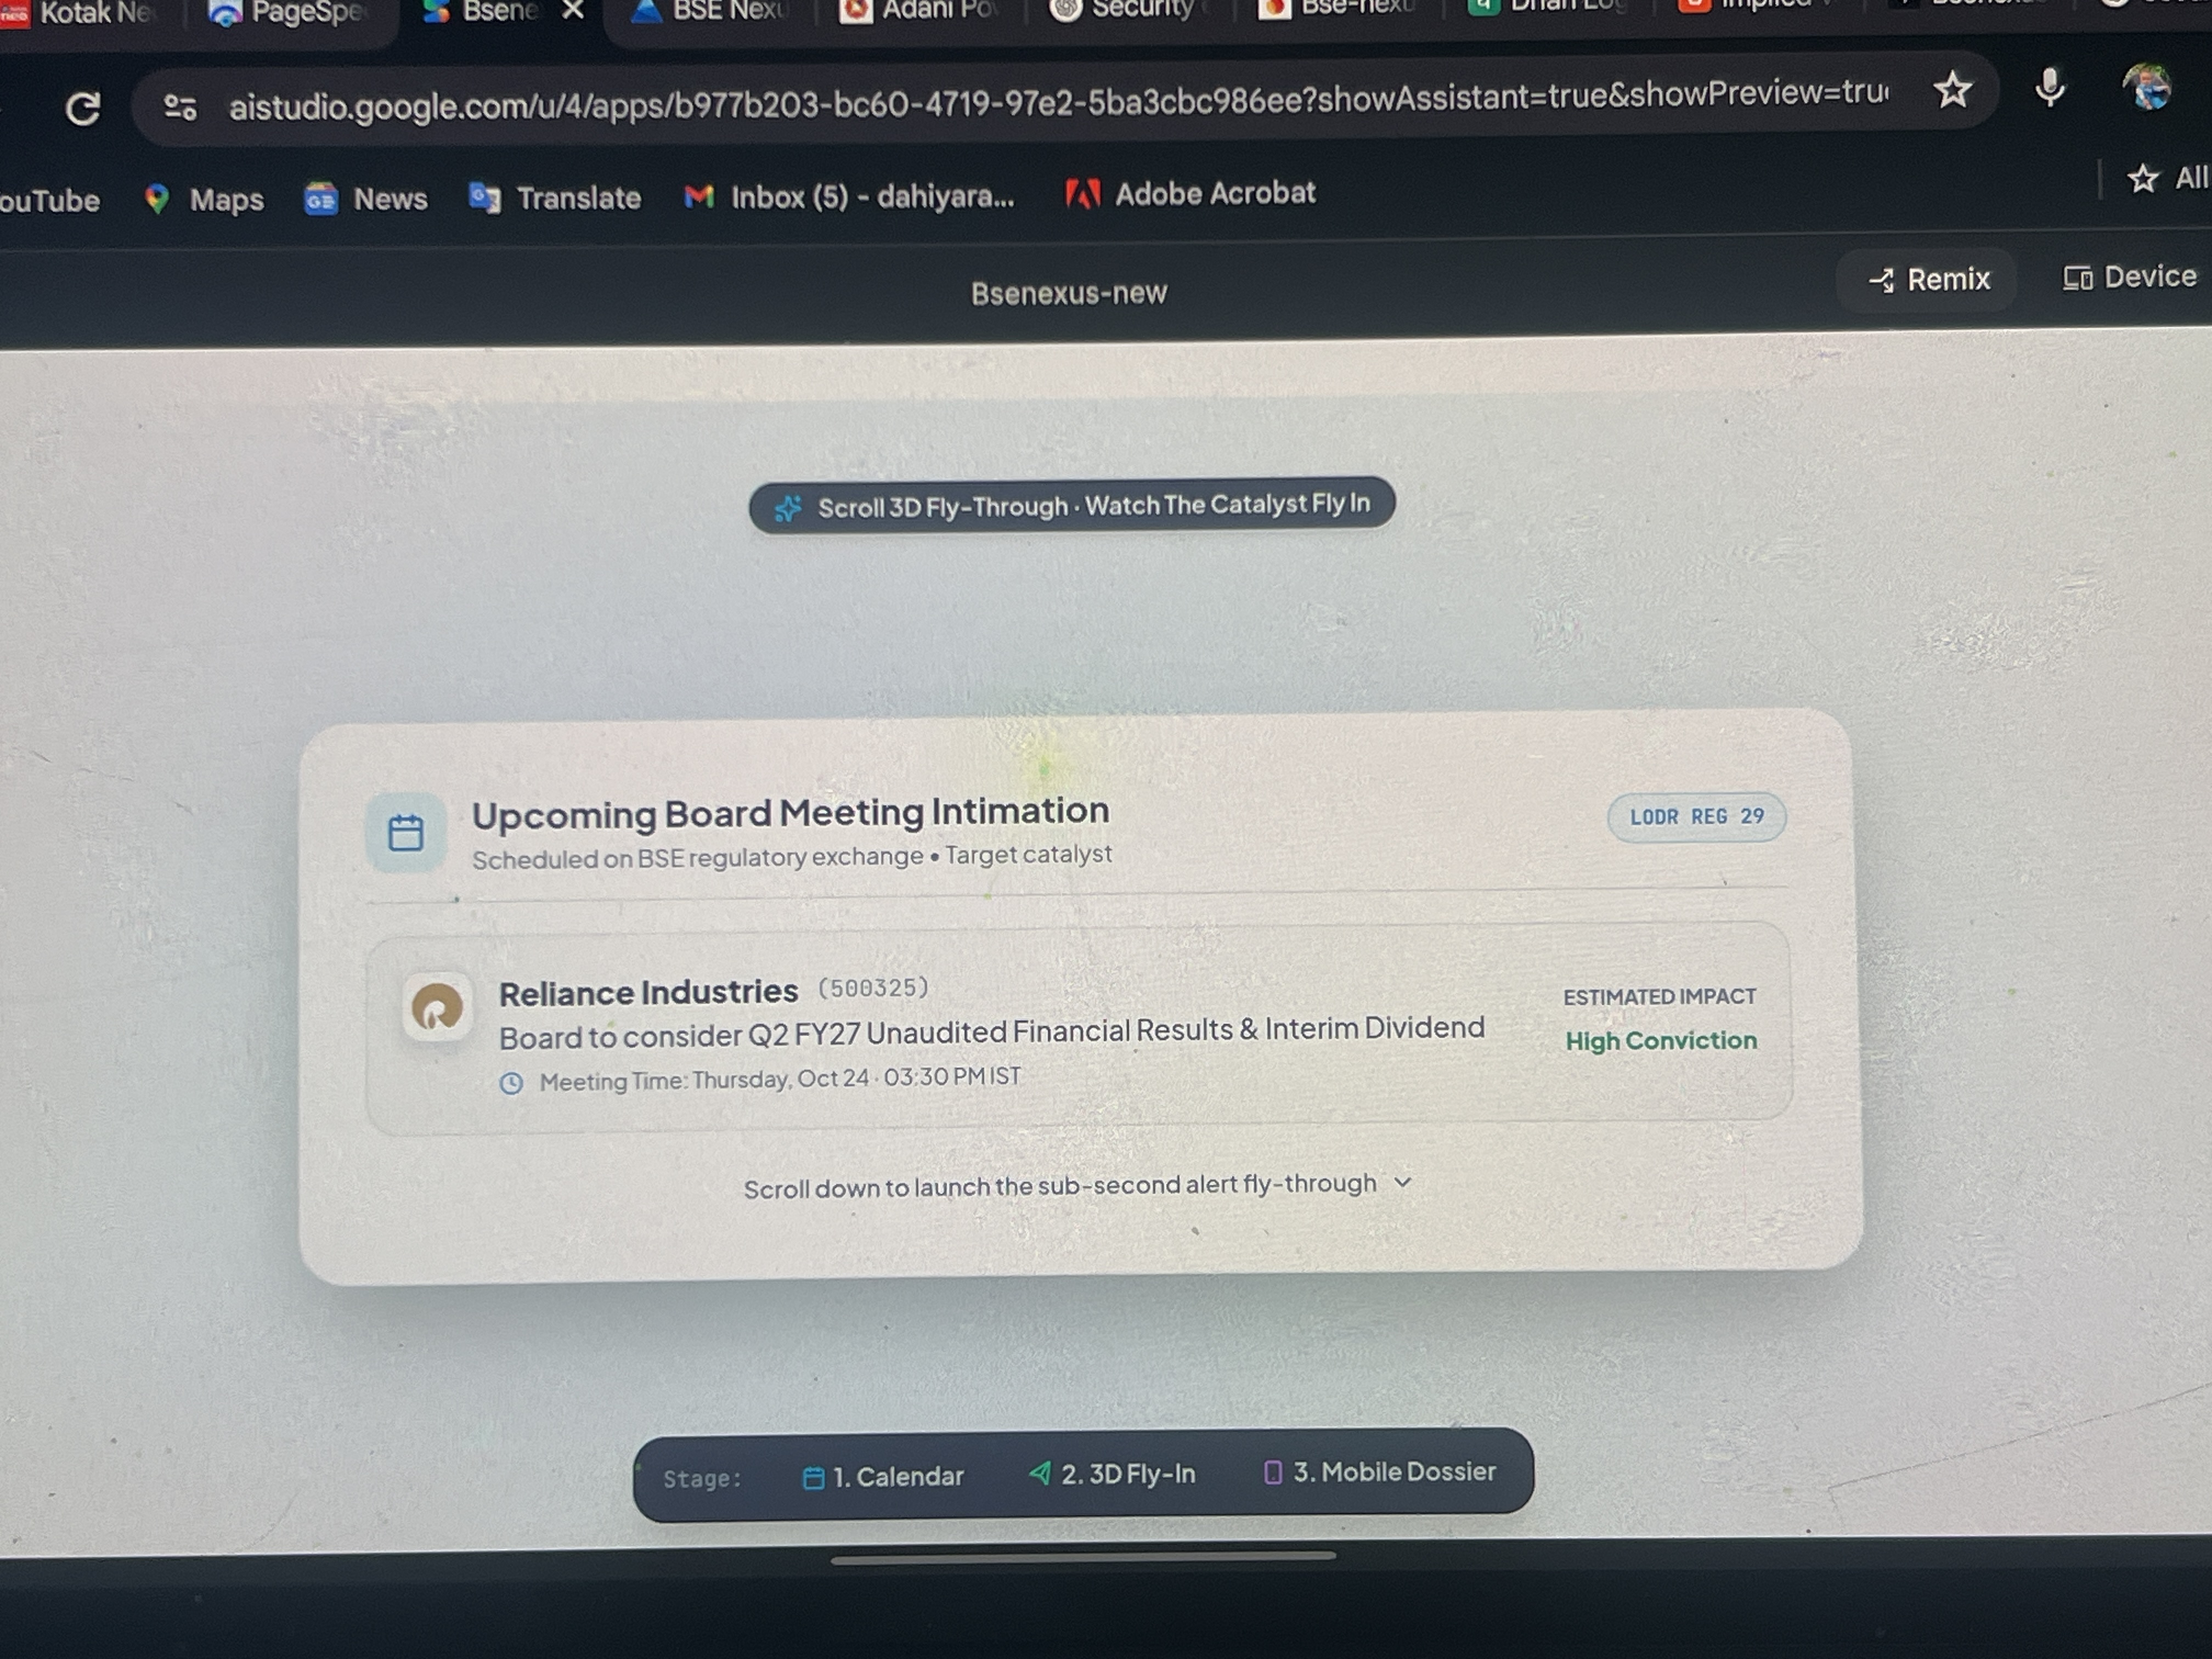 Kotak Ne
PageSpe
Bsene
BSE Nexu
Adani Po
Security
Bse-nexu
aistudio.google.com/u/4/apps/b977b203-bc60-4719-97e2-5ba3cbc986ee?showAssistant=true&showPreview=tru
ouTube
Maps
News
Translate
Inbox (5) - dahiyara...
Adobe Acrobat
All
Bsenexus-new
Remix
Device
Scroll 3D Fly-Through · Watch The Catalyst Fly In
Upcoming Board Meeting Intimation
LODR REG 29
Scheduled on BSE regulatory exchange • Target catalyst
Reliance Industries (500325)
ESTIMATED IMPACT
Board to consider Q2 FY27 Unaudited Financial Results & Interim Dividend
High Conviction
Meeting Time: Thursday, Oct 24 · 03:30 PM IST
Scroll down to launch the sub-second alert fly-through
Stage:
1. Calendar
2. 3D Fly-In
3. Mobile Dossier